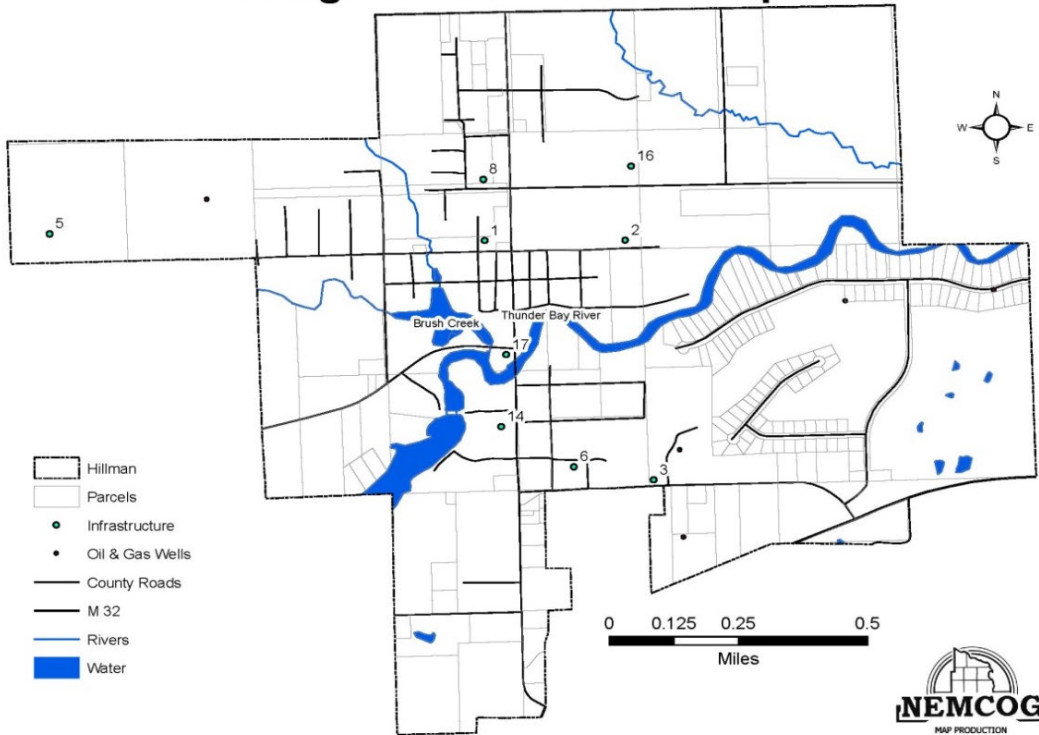 N
W E
S
16
8
5
1
2
Brush Creek
Thunder Bay River
17
14
6
3
Hillman
Parcels
Infrastructure
Oil & Gas Wells
County Roads
M 32
Rivers
Water
0 0.125 0.25 0.5
Miles
NEMCOG
MAP PRODUCTION